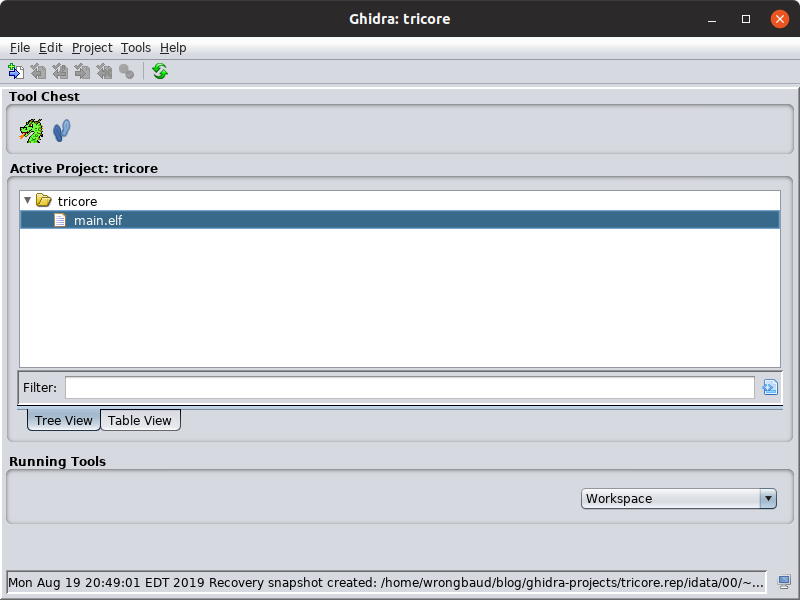 Ghidra: tricore
File Edit Project Tools Help
Tool Chest
Active Project: tricore
tricore
main.elf
Filter:
Tree View Table View
Running Tools
Workspace
Mon Aug 19 20:49:01 EDT 2019 Recovery snapshot created: /home/wrongbaud/blog/ghidra-projects/tricore.rep/idata/00/~...